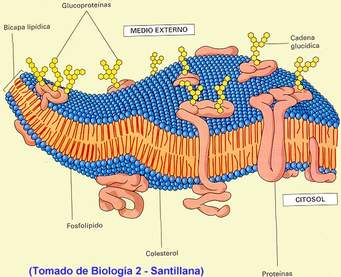 Glucoproteínas
Bicapa lipídica
MEDIO EXTERNO
Cadena
glucídica
Fosfolípido
CITOSOL
Colesterol
Proteínas
(Tomado de Biología 2 - Santillana)